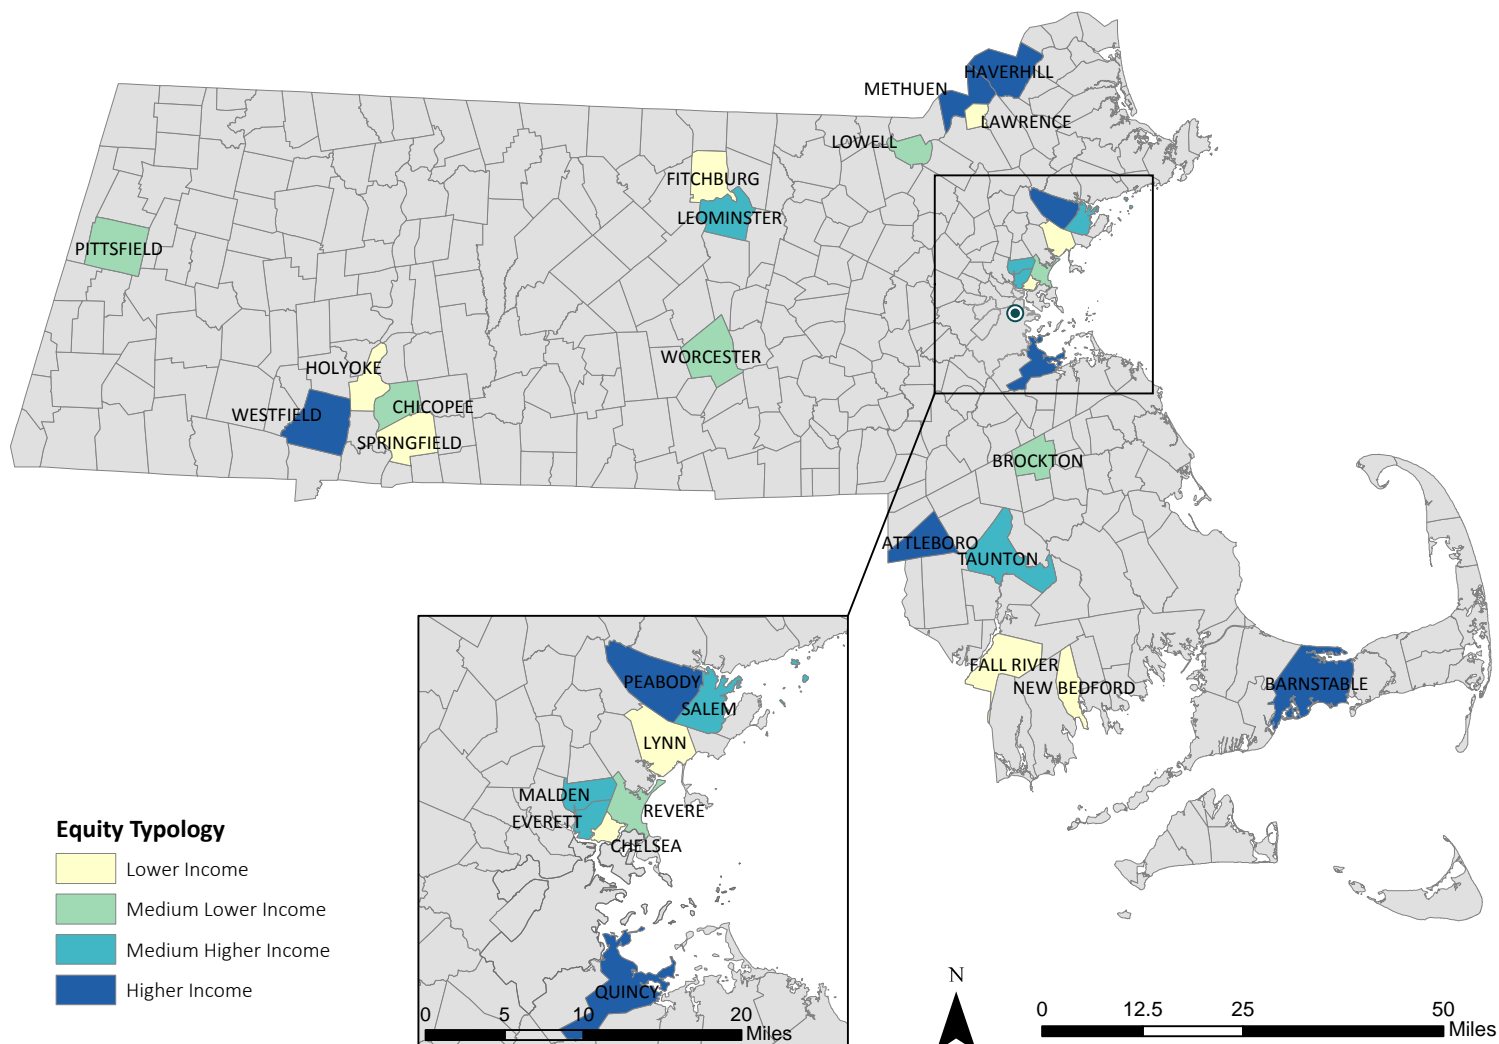 HAVERHILL
METHUEN
LAWRENCE
LOWELL
FITCHBURG
LEOMINSTER
PITTSFIELD
WORCESTER
HOLYOKE
CHICOPEE
WESTFIELD
SPRINGFIELD
BROCKTON
ATTLEBORO
TAUNTON
FALL RIVER
NEW BEDFORD
BARNSTABLE
PEABODY
SALEM
LYNN
MALDEN
REVERE
EVERETT
CHELSEA
QUINCY
0 5 10 20
Miles
Equity Typology
Lower Income
Medium Lower Income
Medium Higher Income
Higher Income
N
0 12.5 25 50
Miles